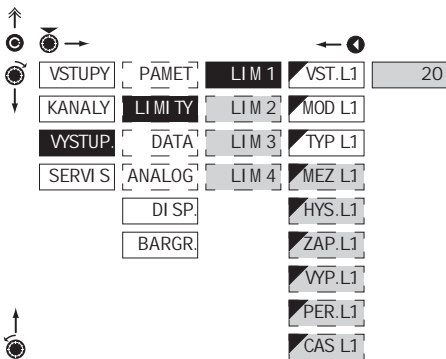 VSTUPY PAMET LIM 1 VST.L1 20
KANALY LIMITY LIM 2 MOD L1
VYSTUP. DATA LIM 3 TYP L1
SERVIS ANALOG LIM 4 MEZ L1
DISP. HYS.L1
BARGR. ZAP.L1
VYP.L1
PER.L1
CAS L1